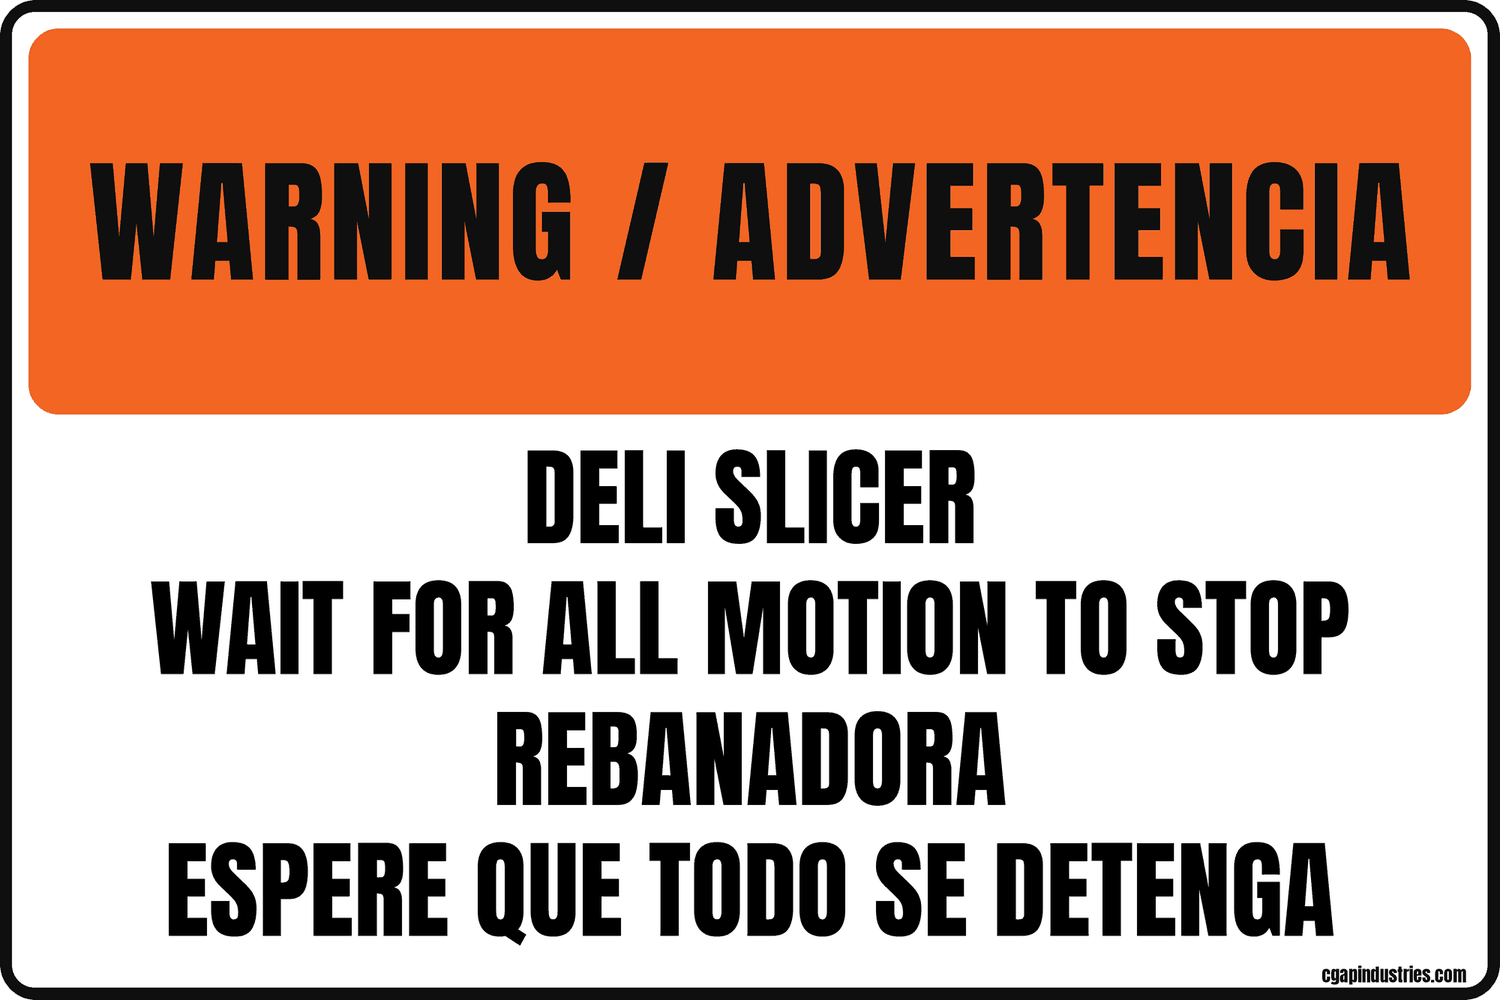 WARNING / ADVERTENCIA
DELI SLICER
WAIT FOR ALL MOTION TO STOP
REBANADORA
ESPERE QUE TODO SE DETENGA
cgapindustries.com